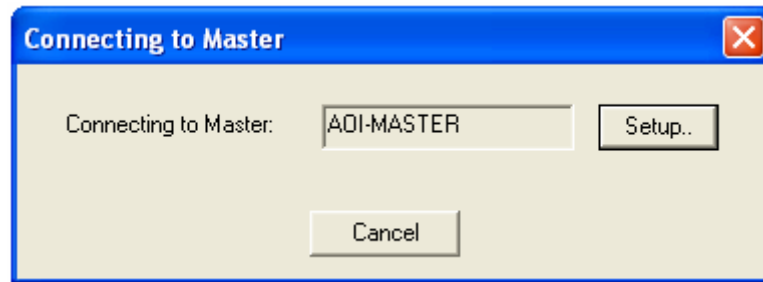 Connecting to Master
Connecting to Master: AOI-MASTER Setup..
Cancel